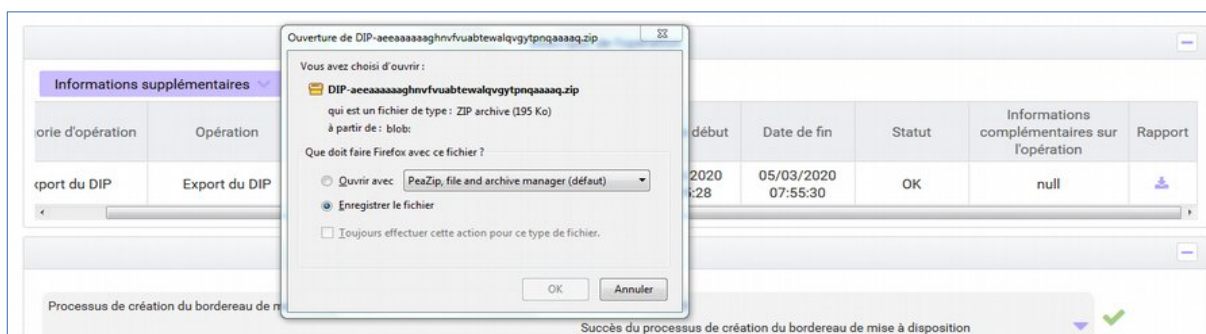 Ouverture de DIP-aeeaaaaaaghnvfvuabtewalqvgytpnqaaaaq.zip
Vous avez choisi d'ouvrir :
DIP-aeeaaaaaaghnvfvuabtewalqvgytpnqaaaaq.zip
qui est un fichier de type : ZIP archive (195 Ko)
à partir de : blob:
Que doit faire Firefox avec ce fichier ?
Ouvrir avec PeaZip, file and archive manager (défaut)
Enregistrer le fichier
Toujours effectuer cette action pour ce type de fichier.
OK Annuler
Informations supplémentaires
orie d'opération Opération début Date de fin Statut Informations complémentaires sur l'opération Rapport
xport du DIP Export du DIP 2020 5:28 05/03/2020 07:55:30 OK null
Processus de création du bordereau de m
Succès du processus de création du bordereau de mise à disposition